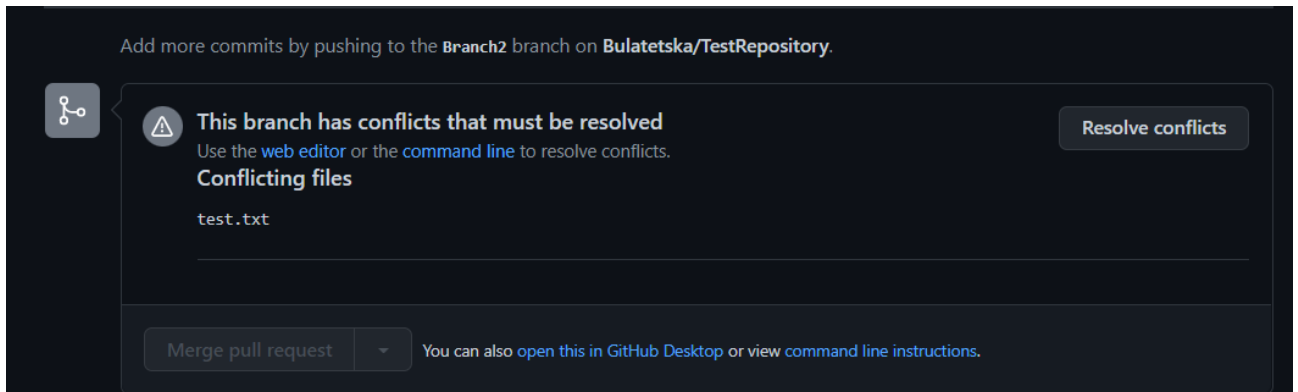 Add more commits by pushing to the Branch2 branch on Bulatetska/TestRepository.
This branch has conflicts that must be resolved
Resolve conflicts
Use the web editor or the command line to resolve conflicts.
Conflicting files
test.txt
Merge pull request
You can also open this in GitHub Desktop or view command line instructions.